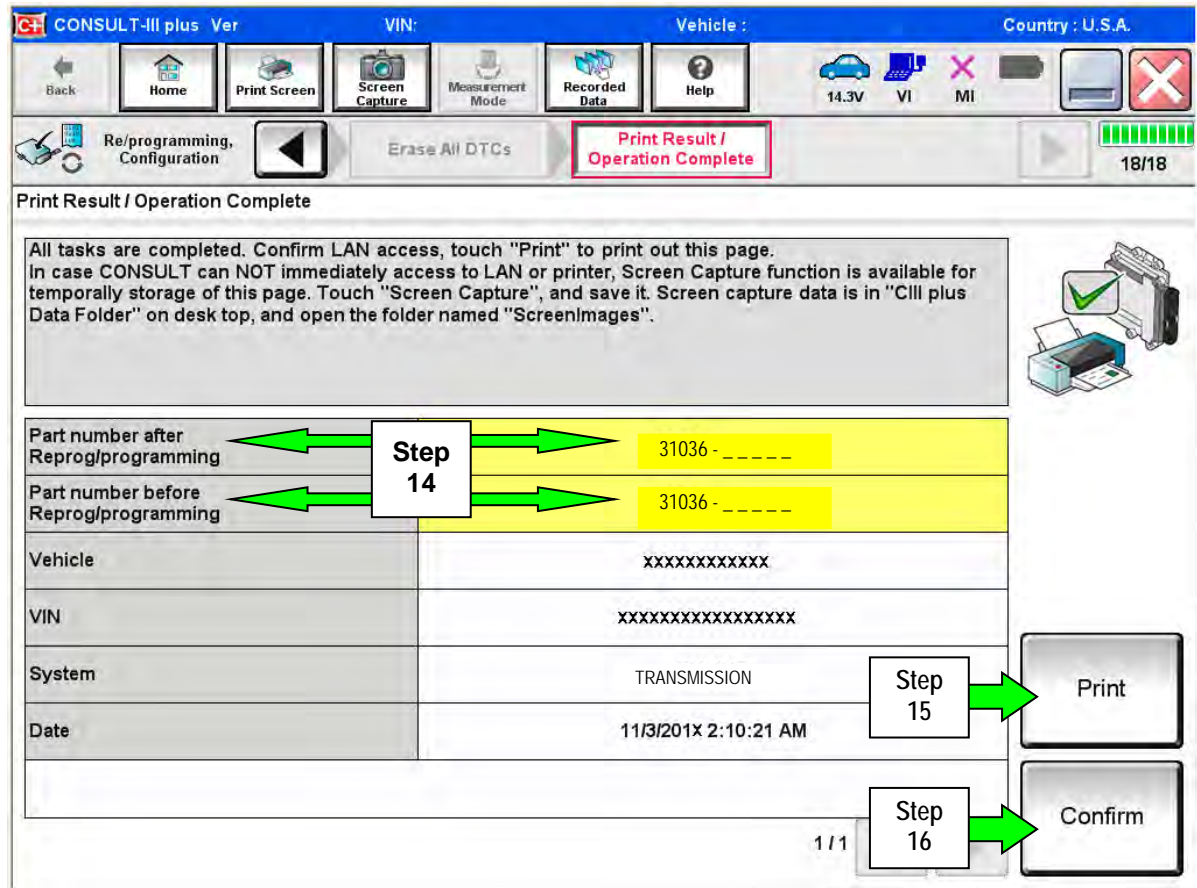 C+ CONSULT-III plus Ver VIN: Vehicle : Country : U.S.A.
Back Home Print Screen Screen Capture Measurement Mode Recorded Data Help 14.3V VI MI
Re/programming, Configuration Erase All DTCs Print Result / Operation Complete 18/18
Print Result / Operation Complete
All tasks are completed. Confirm LAN access, touch "Print" to print out this page.
In case CONSULT can NOT immediately access to LAN or printer, Screen Capture function is available for
temporally storage of this page. Touch "Screen Capture", and save it. Screen capture data is in "CIII plus
Data Folder" on desk top, and open the folder named "ScreenImages".
Part number after
Reprog/programming
31036 - _ _ _ _ _
Step
14
Part number before
Reprog/programming
31036 - _ _ _ _ _
Vehicle xxxxxxxxxxxx
VIN xxxxxxxxxxxxxxxxx
System TRANSMISSION
Step
15
Print
Date 11/3/201X 2:10:21 AM
Step
16
Confirm
1/1